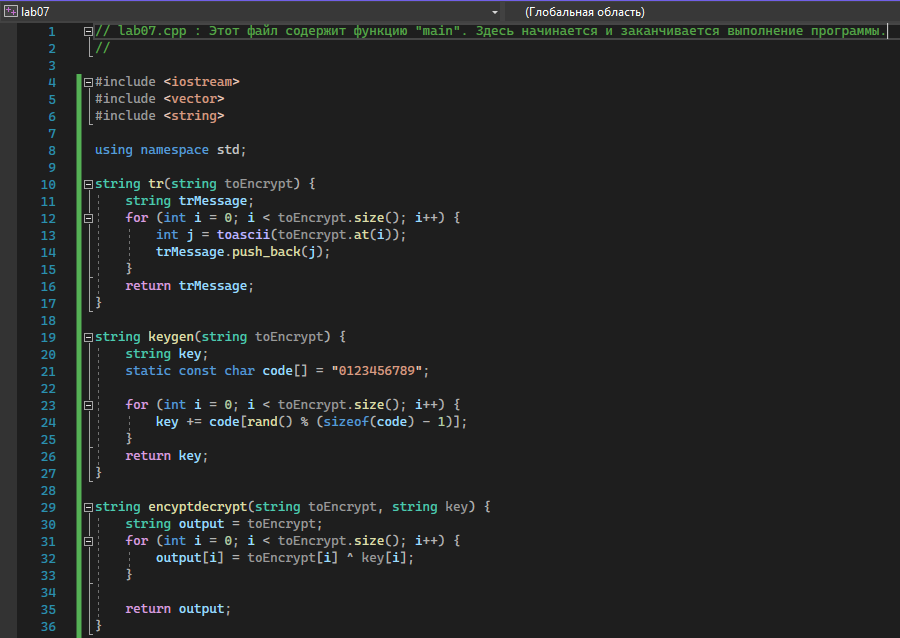 lab07 (Глобальная область)
1 // lab07.cpp : Этот файл содержит функцию "main". Здесь начинается и заканчивается выполнение программы.
2 //
3
4 #include <iostream>
5 #include <vector>
6 #include <string>
7
8 using namespace std;
9
10 string tr(string toEncrypt) {
11 string trMessage;
12 for (int i = 0; i < toEncrypt.size(); i++) {
13 int j = toascii(toEncrypt.at(i));
14 trMessage.push_back(j);
15 }
16 return trMessage;
17 }
18
19 string keygen(string toEncrypt) {
20 string key;
21 static const char code[] = "0123456789";
22
23 for (int i = 0; i < toEncrypt.size(); i++) {
24 key += code[rand() % (sizeof(code) - 1)];
25 }
26 return key;
27 }
28
29 string encyptdecrypt(string toEncrypt, string key) {
30 string output = toEncrypt;
31 for (int i = 0; i < toEncrypt.size(); i++) {
32 output[i] = toEncrypt[i] ^ key[i];
33 }
34
35 return output;
36 }